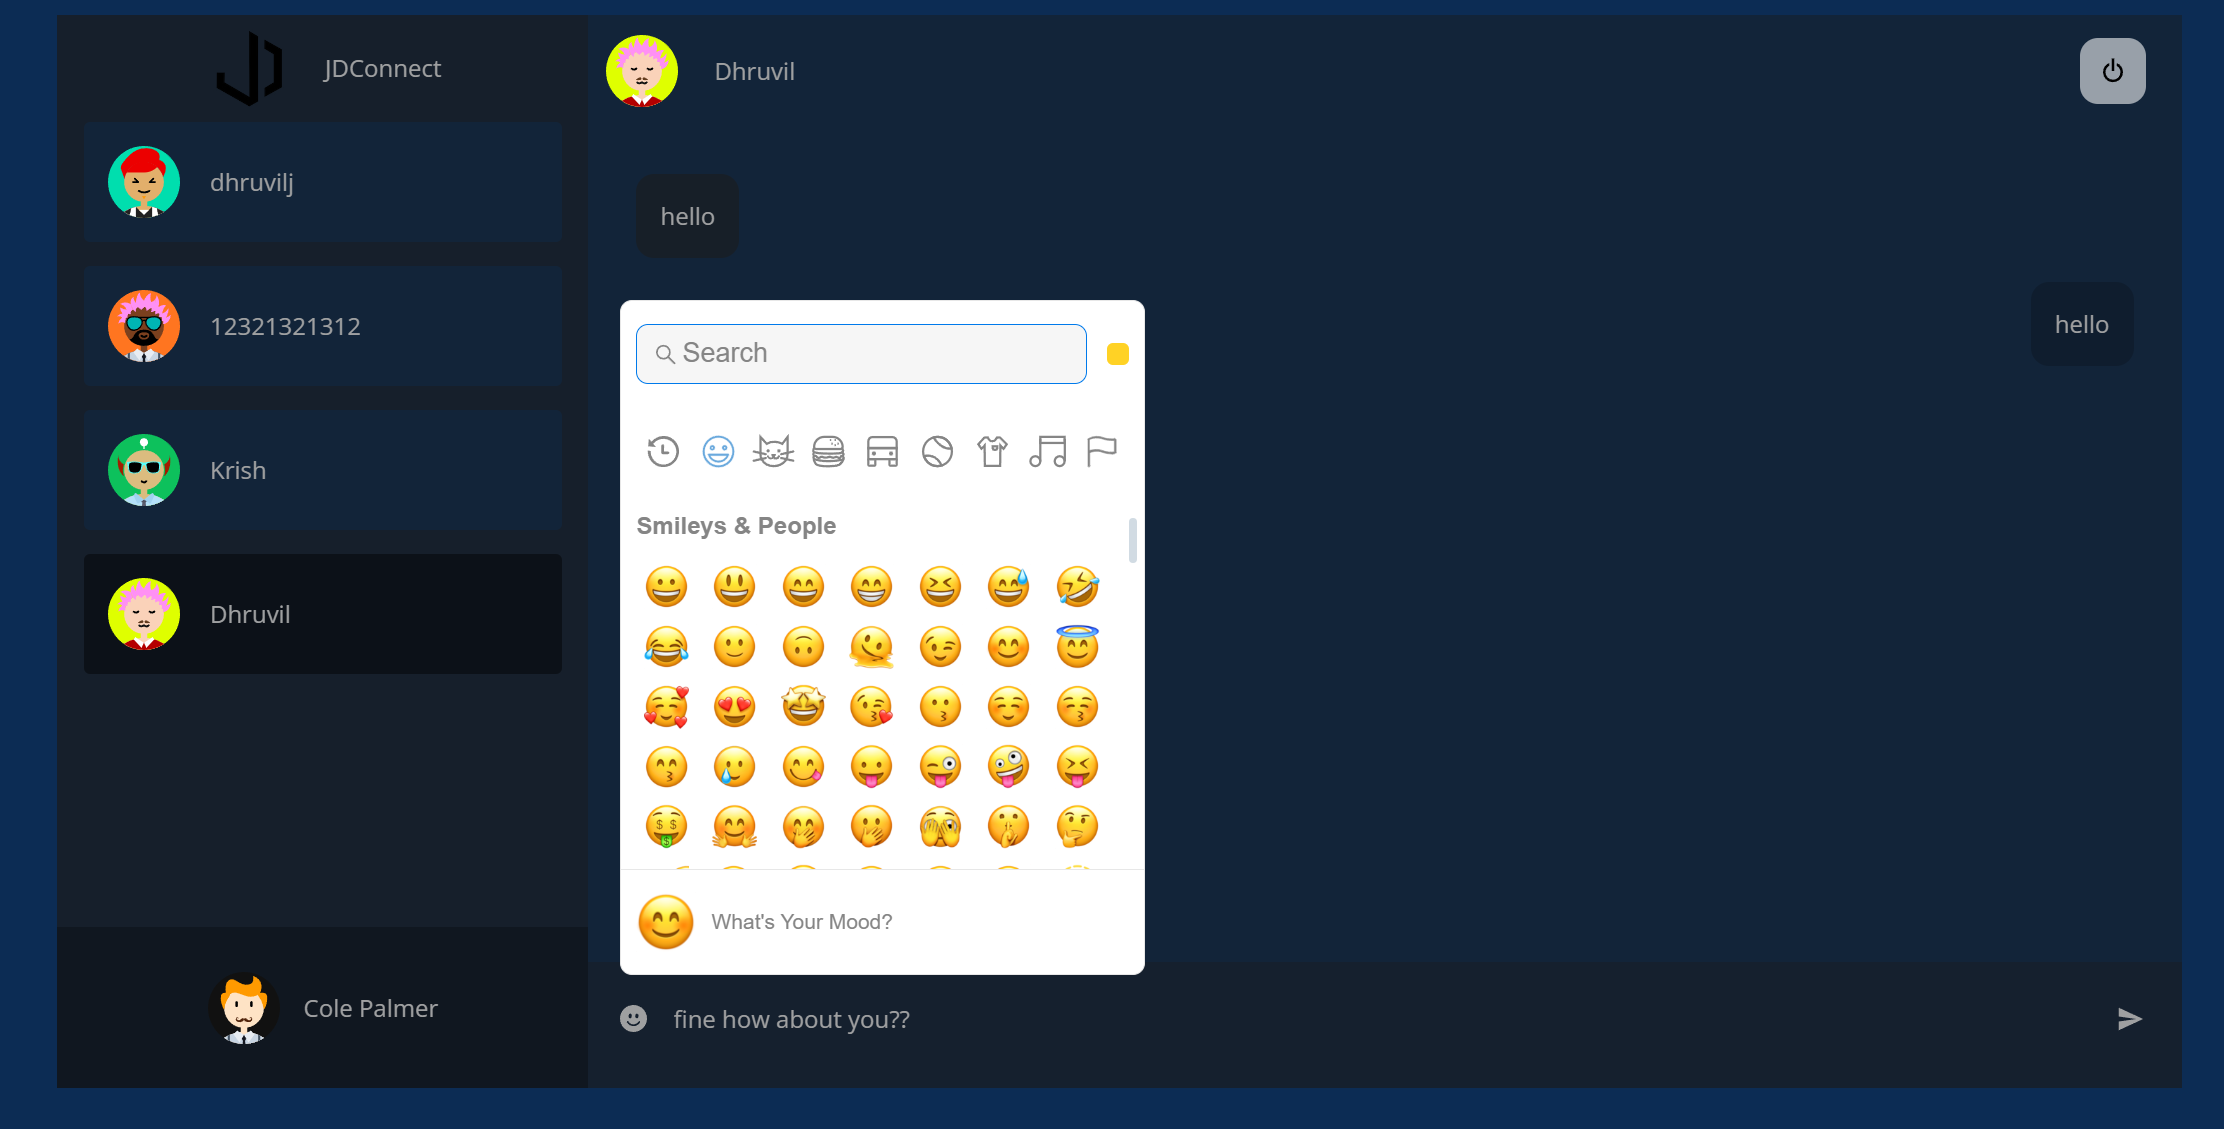 JDConnect
dhruvilj
12321321312
Krish
Dhruvil
Cole Palmer
Dhruvil
hello
hello
Search
Smileys & People
What's Your Mood?
fine how about you??